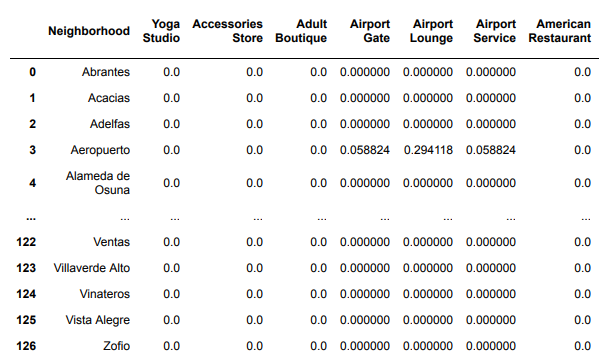 Neighborhood Yoga Studio Accessories Store Adult Boutique Airport Gate Airport Lounge Airport Service American Restaurant
0 Abrantes 0.0 0.0 0.0 0.000000 0.000000 0.000000 0.0
1 Acacias 0.0 0.0 0.0 0.000000 0.000000 0.000000 0.0
2 Adelfas 0.0 0.0 0.0 0.000000 0.000000 0.000000 0.0
3 Aeropuerto 0.0 0.0 0.0 0.058824 0.294118 0.058824 0.0
4 Alameda de Osuna 0.0 0.0 0.0 0.000000 0.000000 0.000000 0.0
... ... ... ... ... ... ... ... ...
122 Ventas 0.0 0.0 0.0 0.000000 0.000000 0.000000 0.0
123 Villaverde Alto 0.0 0.0 0.0 0.000000 0.000000 0.000000 0.0
124 Vinateros 0.0 0.0 0.0 0.000000 0.000000 0.000000 0.0
125 Vista Alegre 0.0 0.0 0.0 0.000000 0.000000 0.000000 0.0
126 Zofio 0.0 0.0 0.0 0.000000 0.000000 0.000000 0.0